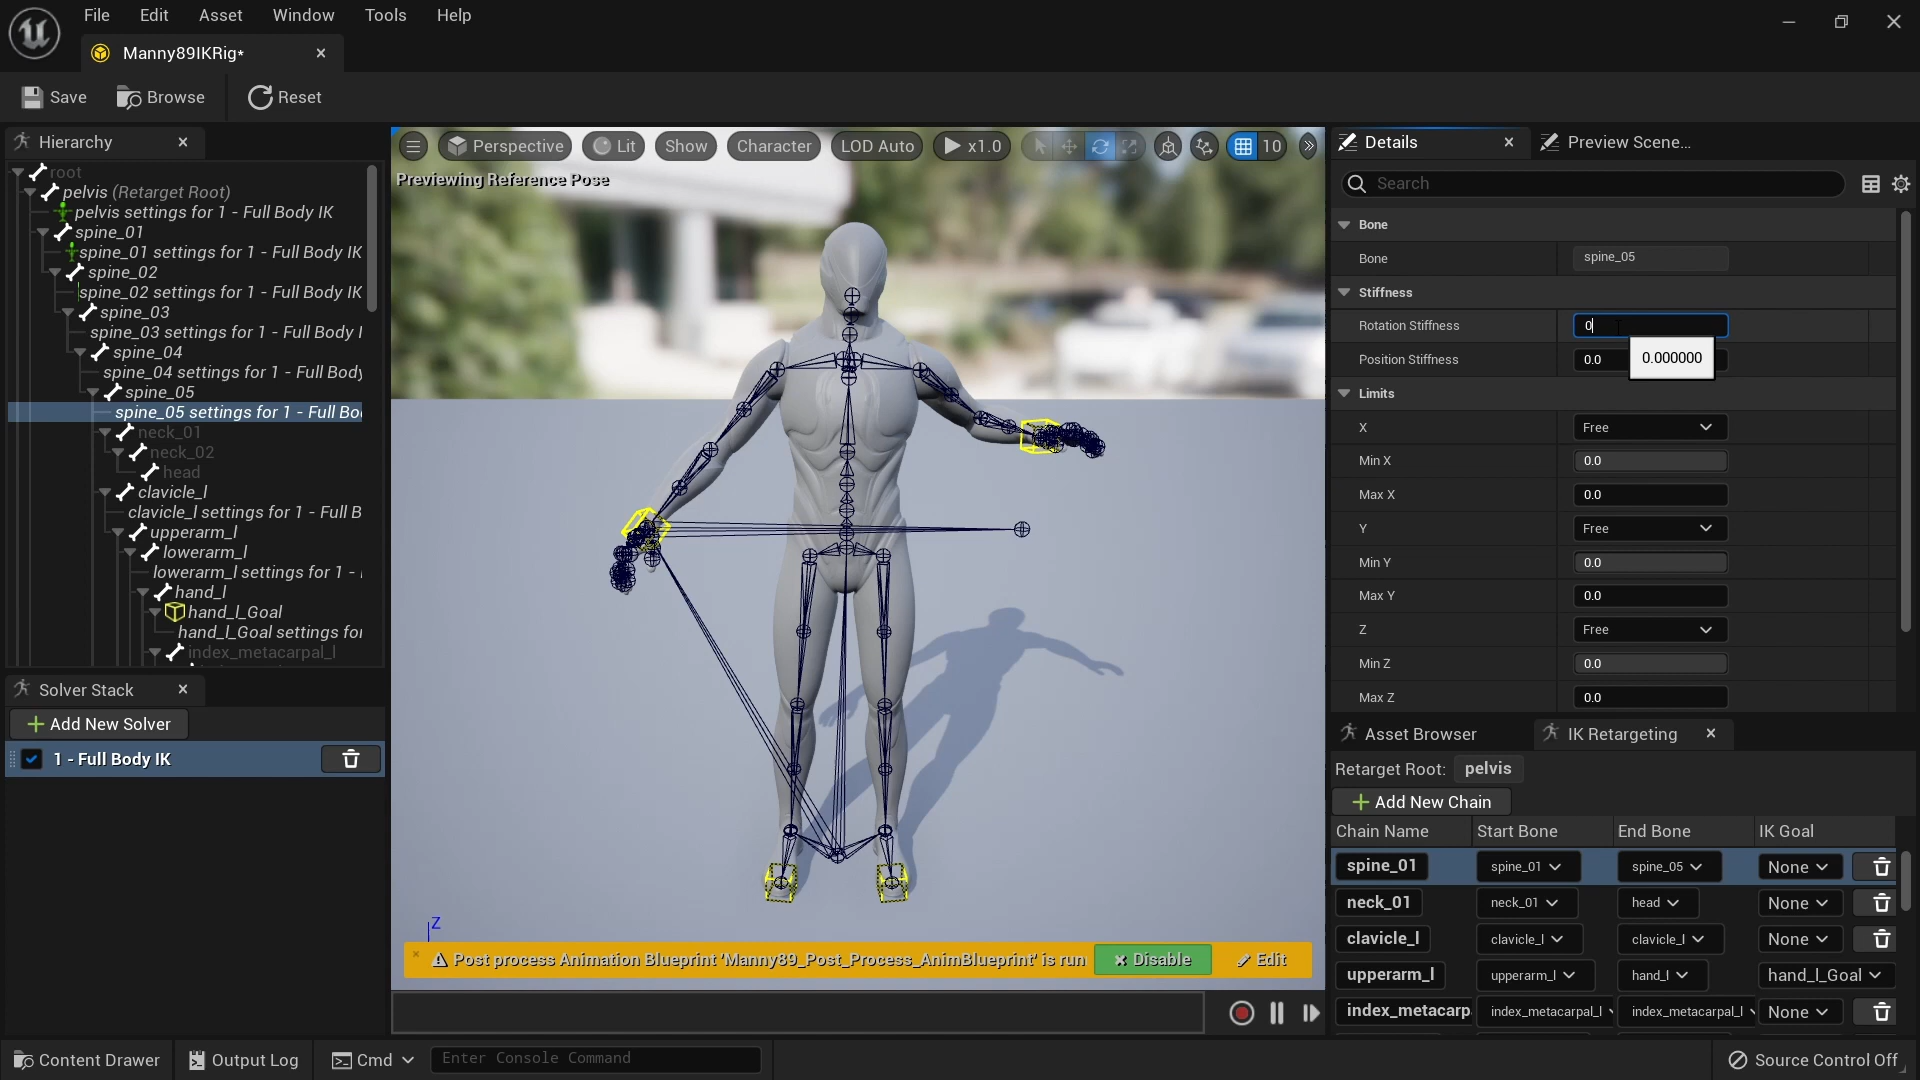 File Edit Asset Window Tools Help
Manny89IKRig*
Save Browse Reset
Hierarchy
root
pelvis (Retarget Root)
pelvis settings for 1 - Full Body IK
spine_01
spine_01 settings for 1 - Full Body IK
spine_02
spine_02 settings for 1 - Full Body IK
spine_03
spine_03 settings for 1 - Full Body I
spine_04
spine_04 settings for 1 - Full Body
spine_05
spine_05 settings for 1 - Full Bo
neck_01
neck_02
head
clavicle_l
clavicle_l settings for 1 - Full B
upperarm_l
lowerarm_l
lowerarm_l settings for 1 -
hand_l
hand_l_Goal
hand_l_Goal settings for
index_metacarpal_l
Solver Stack
Add New Solver
1 - Full Body IK
Perspective Lit Show Character LOD Auto x1.0 10
Previewing Reference Pose
Z
Post process Animation Blueprint 'Manny89_Post_Process_AnimBlueprint' is run Disable Edit
Details Preview Scene...
Search
Bone
Bone spine_05
Stiffness
Rotation Stiffness 0
0.000000
Position Stiffness 0.0
Limits
X Free
Min X 0.0
Max X 0.0
Y Free
Min Y 0.0
Max Y 0.0
Z Free
Min Z 0.0
Max Z 0.0
Asset Browser IK Retargeting
Retarget Root: pelvis
Add New Chain
Chain Name Start Bone End Bone IK Goal
spine_01 spine_01 spine_05 None
neck_01 neck_01 head None
clavicle_l clavicle_l clavicle_l None
upperarm_l upperarm_l hand_l hand_l_Goal
index_metacarp index_metacarpal_l index_metacarpal_l None
Content Drawer Output Log Cmd Enter Console Command Source Control Off